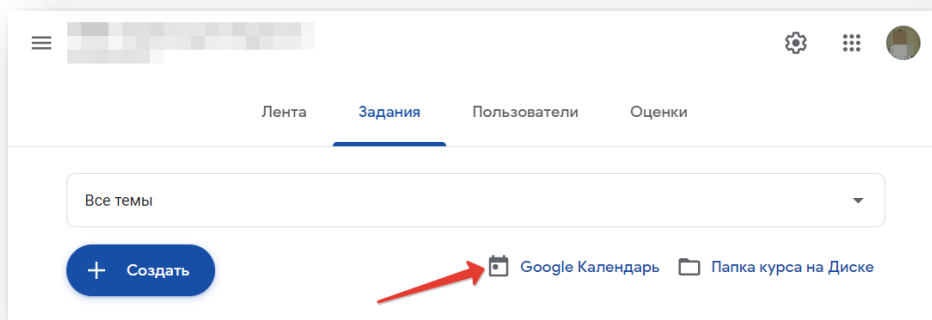 Лента Задания Пользователи Оценки
Все темы
Создать Google Календарь Папка курса на Диске